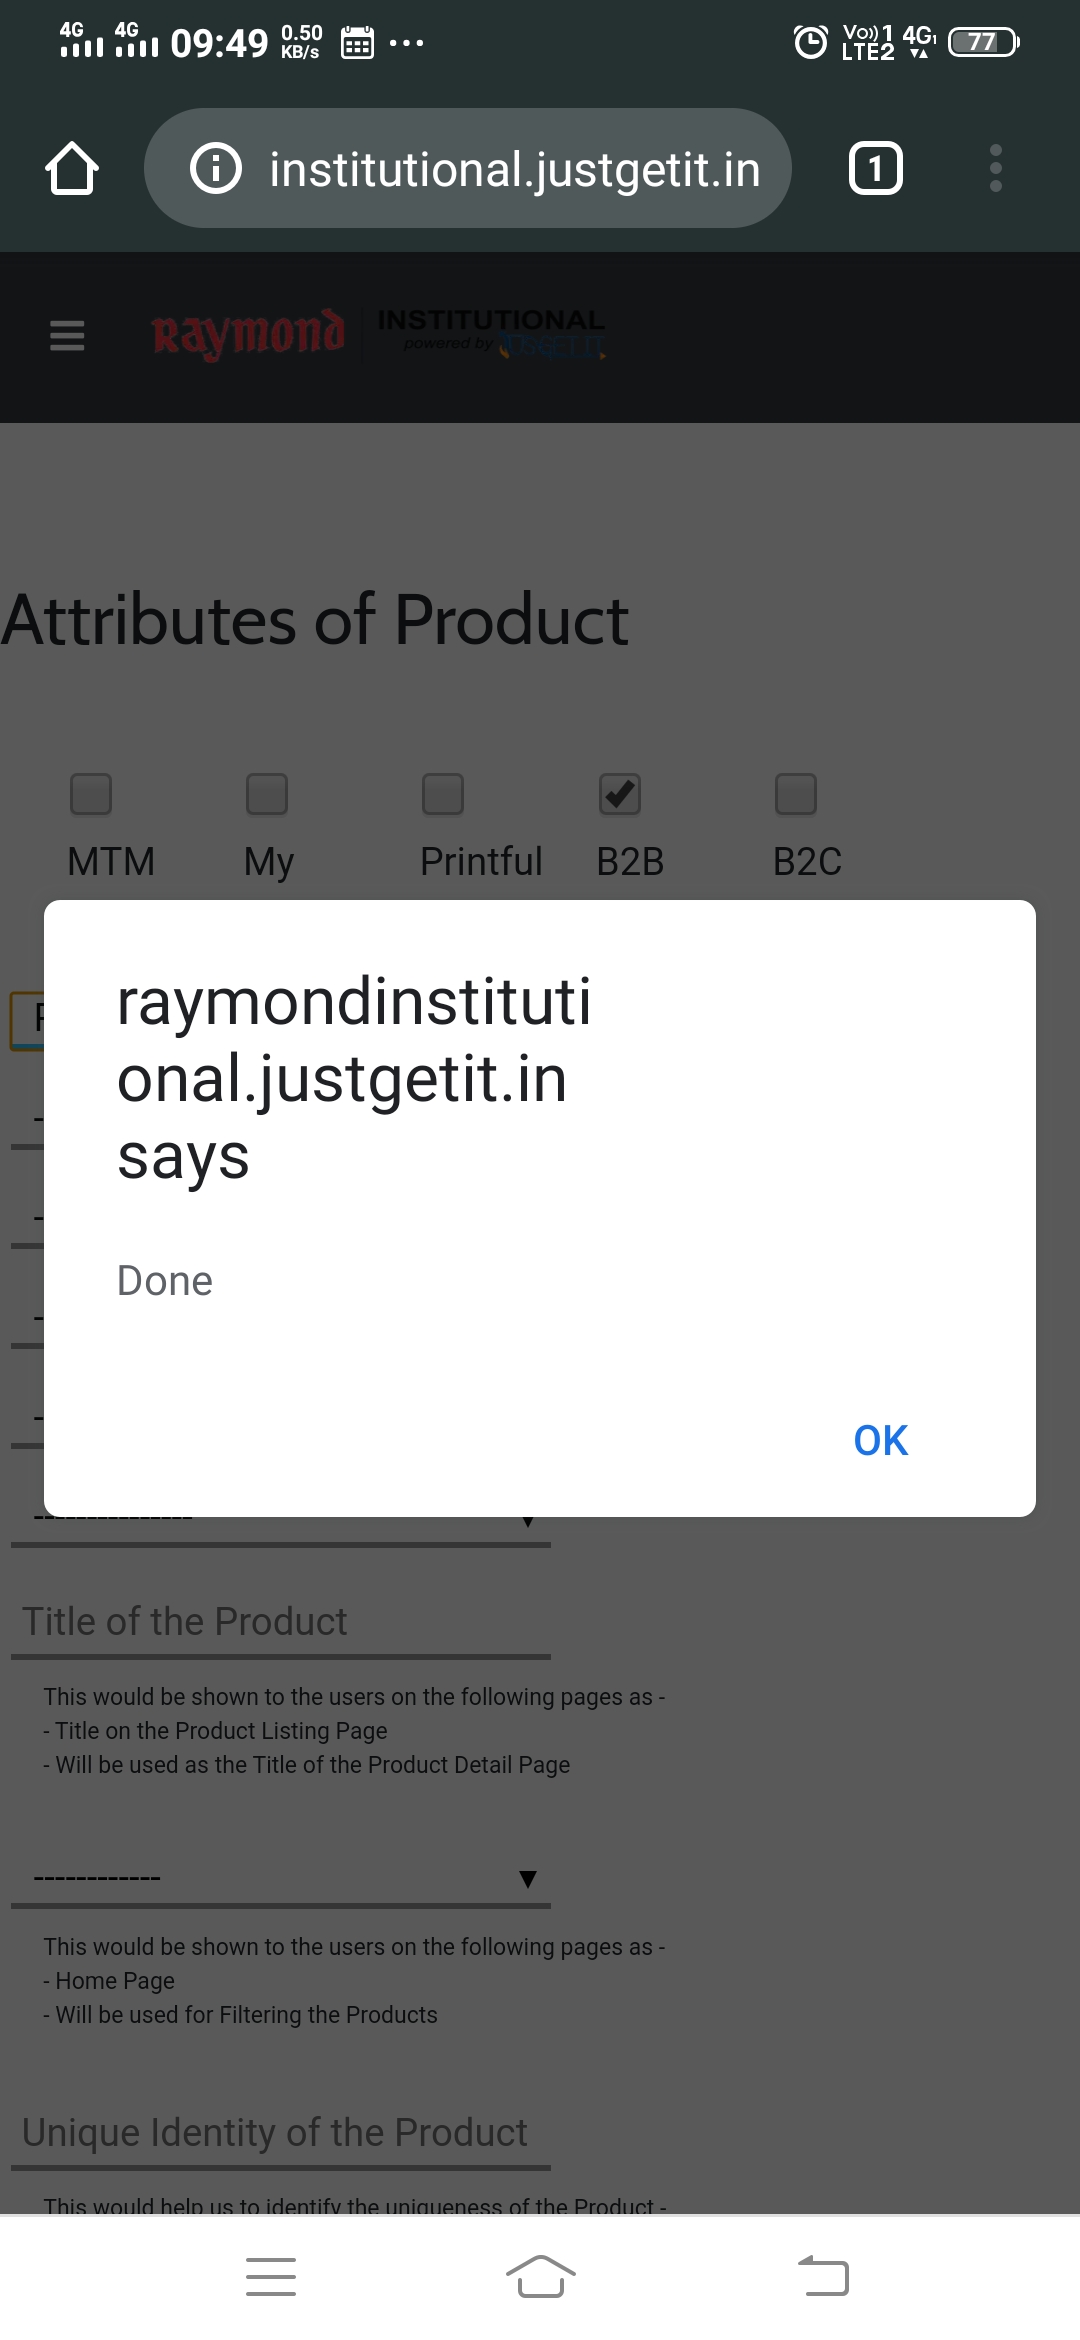 4G 4G 09:49 0.50 KB/s ... Vo)) 1 LTE2 4G1 77
institutional.justgetit.in 1
Raymond INSTITUTIONAL
powered by JUSTGETIT
Attributes of Product
MTM My Printful B2B B2C
raymondinstituti
onal.justgetit.in
says
Done
OK
---------------
Title of the Product
This would be shown to the users on the following pages as -
- Title on the Product Listing Page
- Will be used as the Title of the Product Detail Page
------------
This would be shown to the users on the following pages as -
- Home Page
- Will be used for Filtering the Products
Unique Identity of the Product
This would help us to identify the uniqueness of the Product -